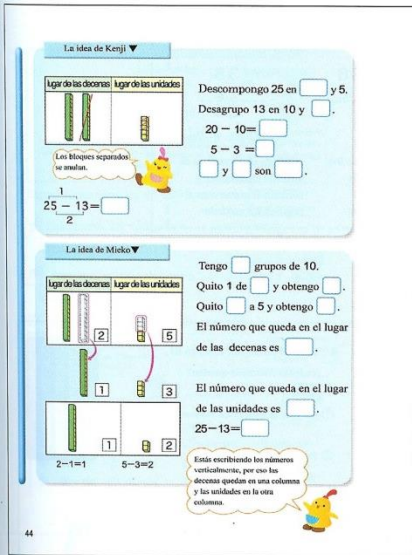 La idea de Kenji ▼
lugar de las decenas lugar de las unidades
Los bloques separados
se anulan.
1
25 − 13=
2
Descompongo 25 en y 5.
Desagrupo 13 en 10 y .
20 − 10=
5 − 3 =
y son .
La idea de Mieko▼
lugar de las decenas lugar de las unidades
2 5
1 3
1 2
2−1=1 5−3=2
Tengo grupos de 10.
Quito 1 de y obtengo .
Quito a 5 y obtengo .
El número que queda en el lugar
de las decenas es .
El número que queda en el lugar
de las unidades es .
25−13=
Estás escribiendo los números
verticalmente, por eso las
decenas quedan en una columna
y las unidades en la otra
columna.
44